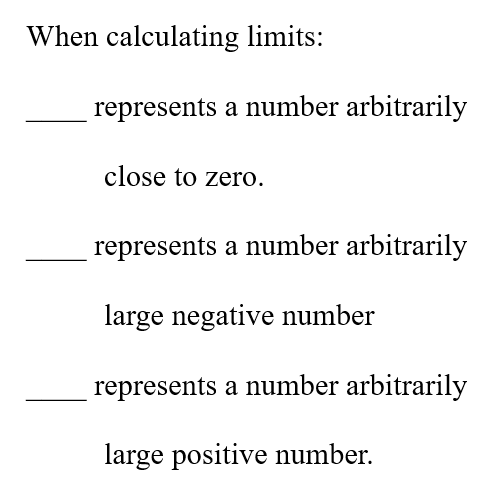 When calculating limits:
____ represents a number arbitrarily
close to zero.
____ represents a number arbitrarily
large negative number
____ represents a number arbitrarily
large positive number.